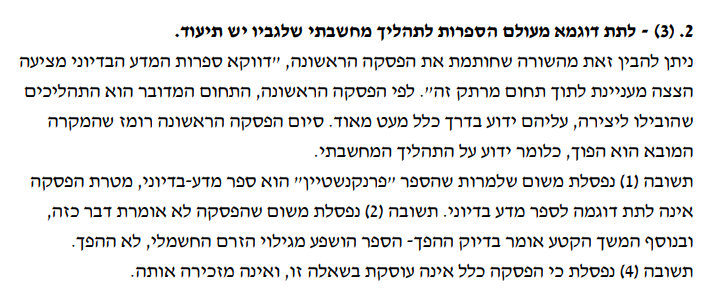 2. (3) - לתת דוגמא מעולם הספרות לתהליך מחשבתי שלגביו יש תיעוד.
ניתן להבין זאת מהשורה שחותמת את הפסקה הראשונה, "דווקא ספרות המדע הבדיוני מציעה
הצצה מעניינת לתוך תחום מרתק זה". לפי הפסקה הראשונה, התחום המדובר הוא התהליכים
שהובילו ליצירה, עליהם ידוע בדרך כלל מעט מאוד. סיום הפסקה הראשונה רומז שהמקרה
המובא הוא הפוך, כלומר ידוע על התהליך המחשבתי.
תשובה (1) נפסלת משום שלמרות שהספר "פרנקנשטיין" הוא ספר מדע-בדיוני, מטרת הפסקה
אינה לתת דוגמה לספר מדע בדיוני. תשובה (2) נפסלת משום שהפסקה לא אומרת דבר כזה,
ובנוסף המשך הקטע אומר בדיוק ההפך- הספר הושפע מגילוי הזרם החשמלי, לא ההפך.
תשובה (4) נפסלת כי הפסקה כלל אינה עוסקת בשאלה זו, ואינה מזכירה אותה.